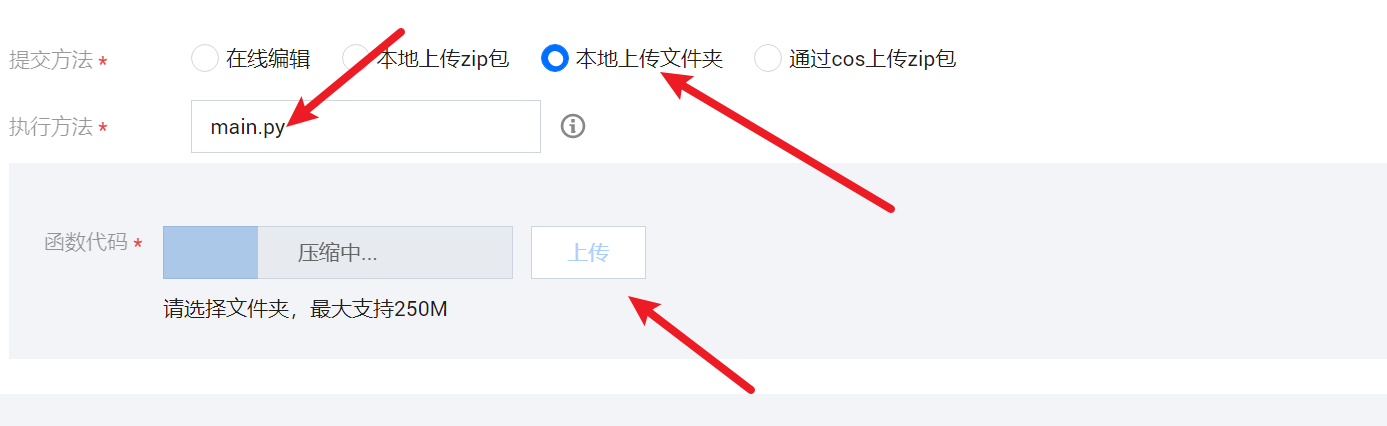 提交方法 * 在线编辑 本地上传zip包 本地上传文件夹 通过cos上传zip包
执行方法 * main.py
函数代码 * 压缩中... 上传
请选择文件夹，最大支持250M